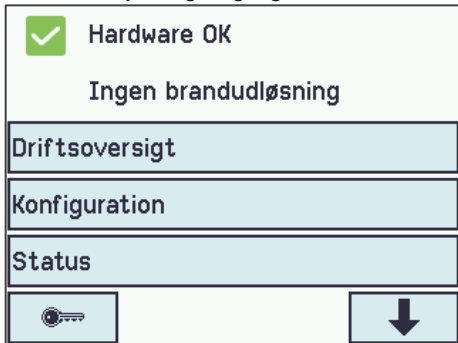 Hardware OK
Ingen brandudløsning
Driftsoversigt
Konfiguration
Status